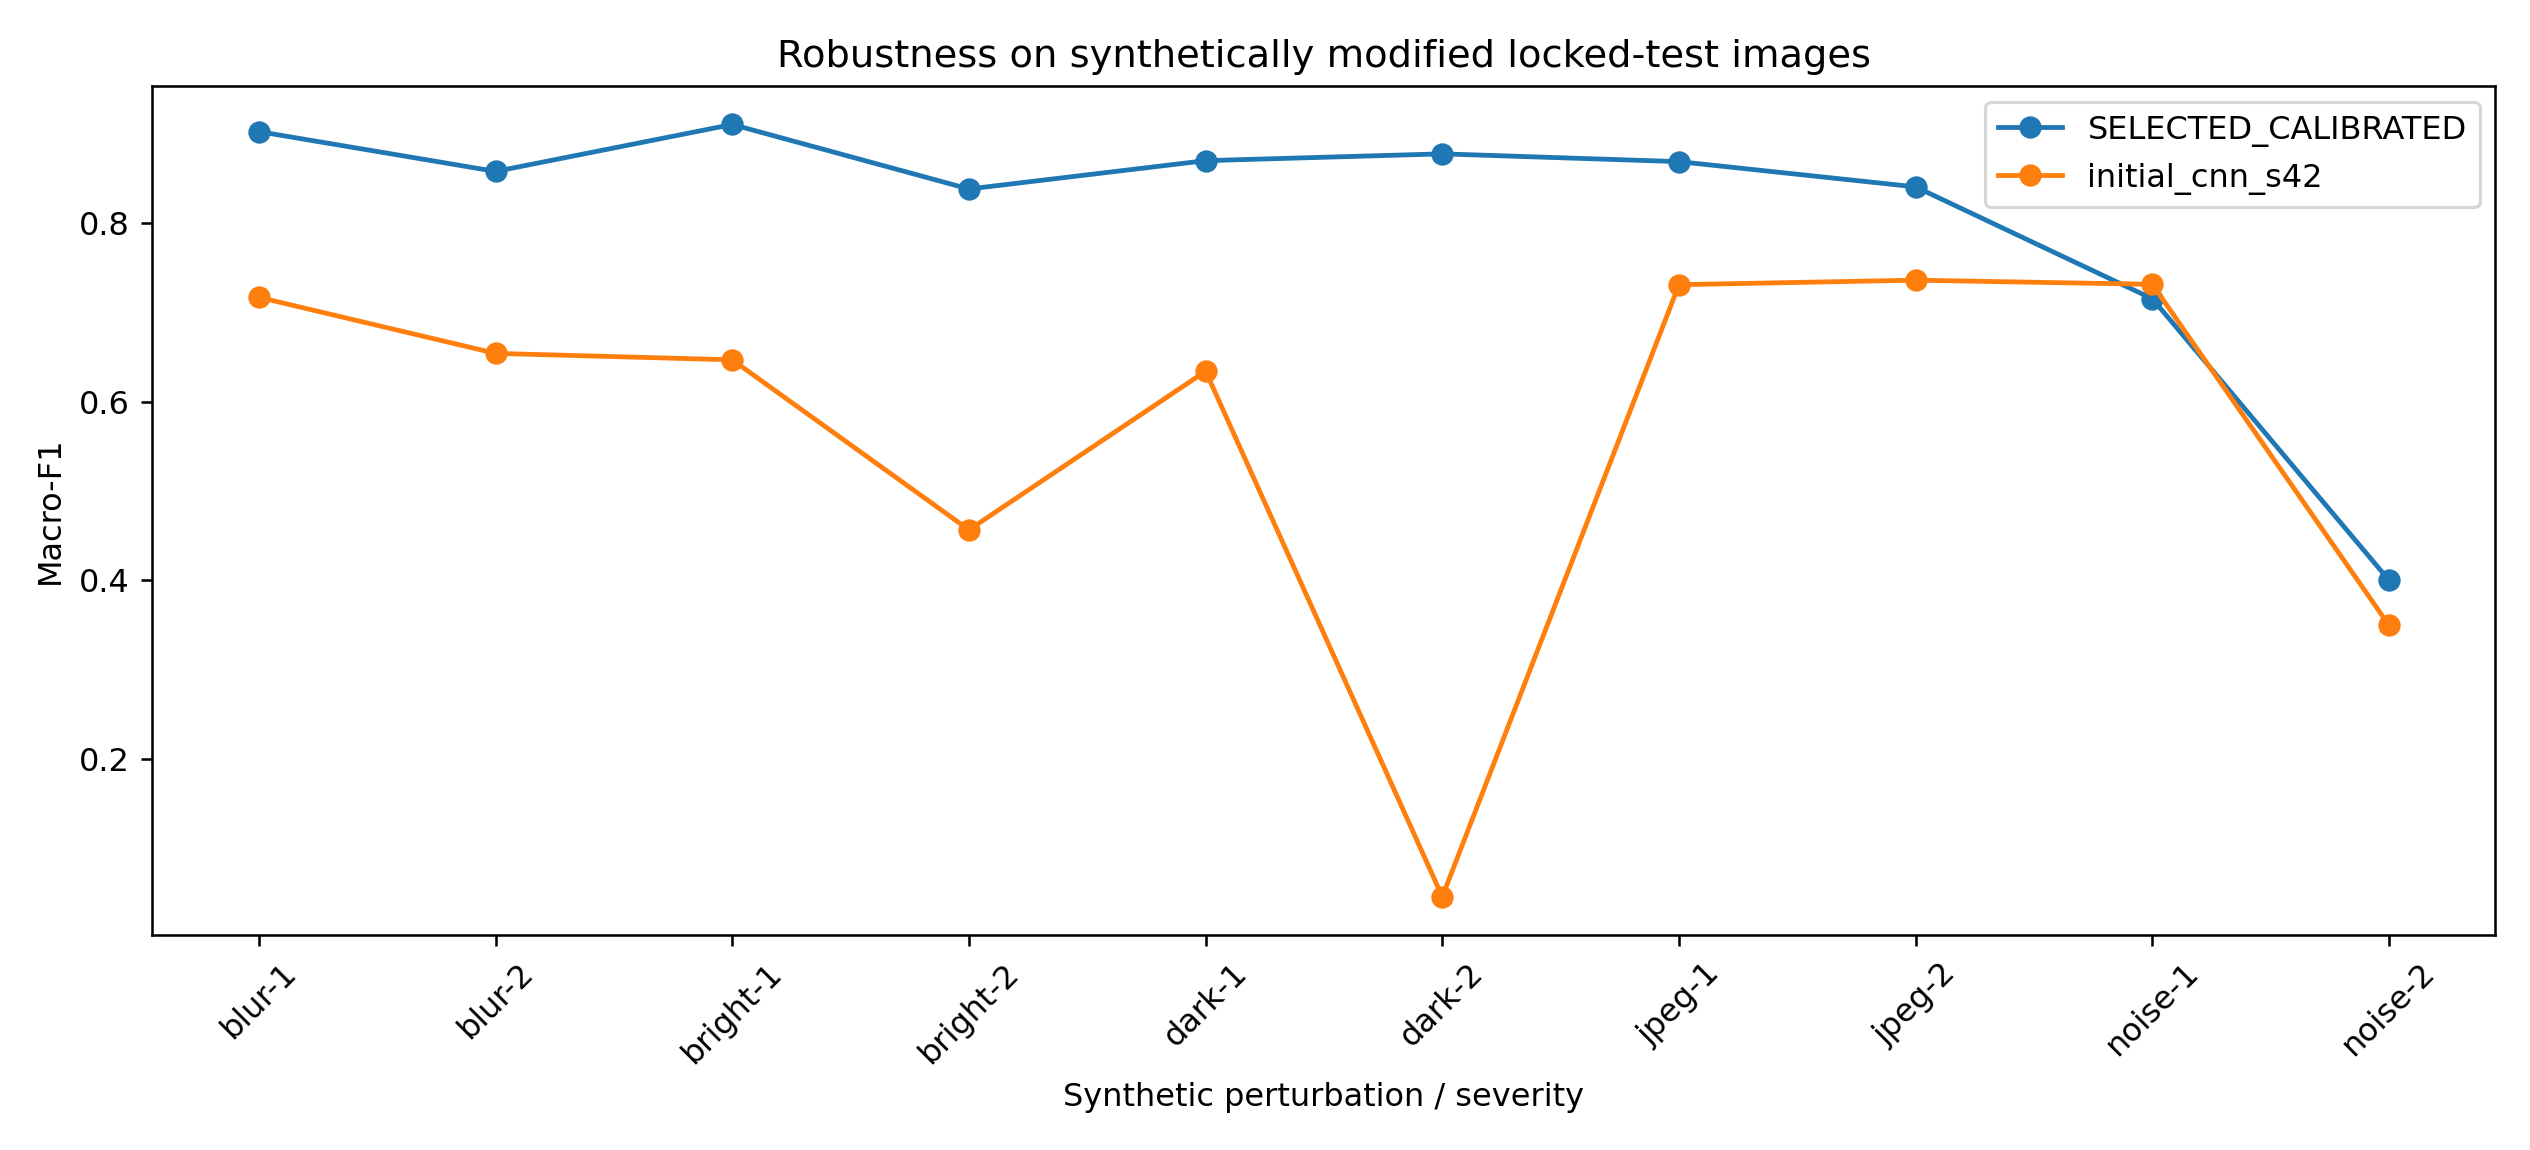 Robustness on synthetically modified locked-test images
SELECTED_CALIBRATED
initial_cnn_s42
Macro-F1
0.8
0.6
0.4
0.2
blur-1
blur-2
bright-1
bright-2
dark-1
dark-2
jpeg-1
jpeg-2
noise-1
noise-2
Synthetic perturbation / severity